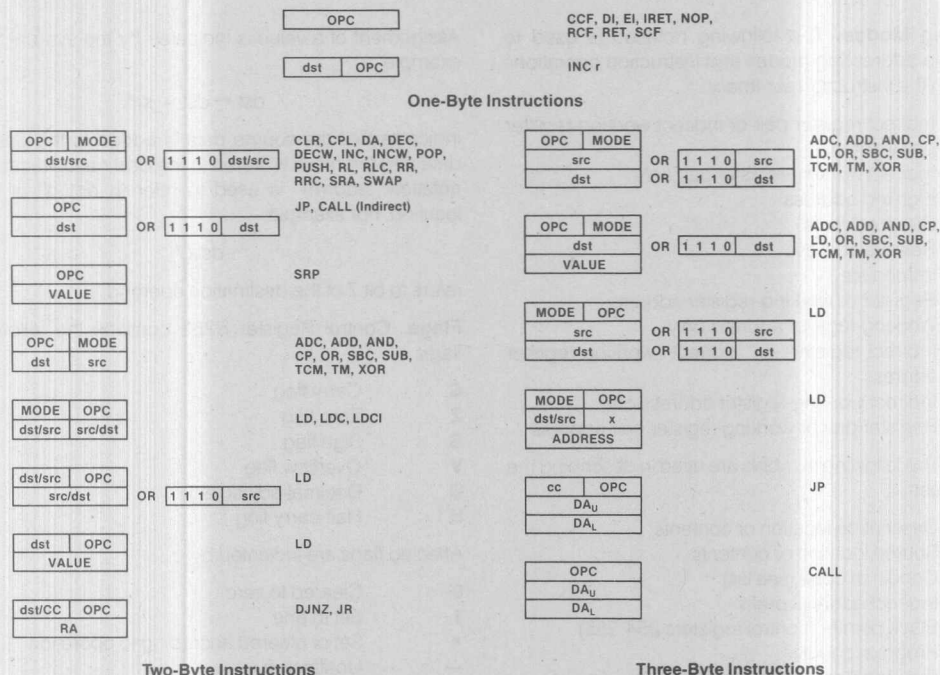 OPC
CCF, DI, EI, IRET, NOP,
RCF, RET, SCF
dst OPC
INC r
One-Byte Instructions
OPC MODE
dst/src OR 1 1 1 0 dst/src
CLR, CPL, DA, DEC,
DECW, INC, INCW, POP,
PUSH, RL, RLC, RR,
RRC, SRA, SWAP
OPC
dst OR 1 1 1 0 dst
JP, CALL (Indirect)
OPC
VALUE
SRP
OPC MODE
dst src
ADC, ADD, AND,
CP, OR, SBC, SUB,
TCM, TM, XOR
MODE OPC
dst/src src/dst
LD, LDC, LDCI
dst/src OPC
src/dst OR 1 1 1 0 src
LD
dst OPC
VALUE
LD
dst/CC OPC
RA
DJNZ, JR
Two-Byte Instructions
OPC MODE
src OR 1 1 1 0 src
dst OR 1 1 1 0 dst
ADC, ADD, AND, CP,
LD, OR, SBC, SUB,
TCM, TM, XOR
OPC MODE
dst OR 1 1 1 0 dst
VALUE
ADC, ADD, AND, CP,
LD, OR, SBC, SUB,
TCM, TM, XOR
MODE OPC
src OR 1 1 1 0 src
dst OR 1 1 1 0 dst
LD
MODE OPC
dst/src x
ADDRESS
LD
cc OPC
DAU
DAL
JP
OPC
DAU
DAL
CALL
Three-Byte Instructions